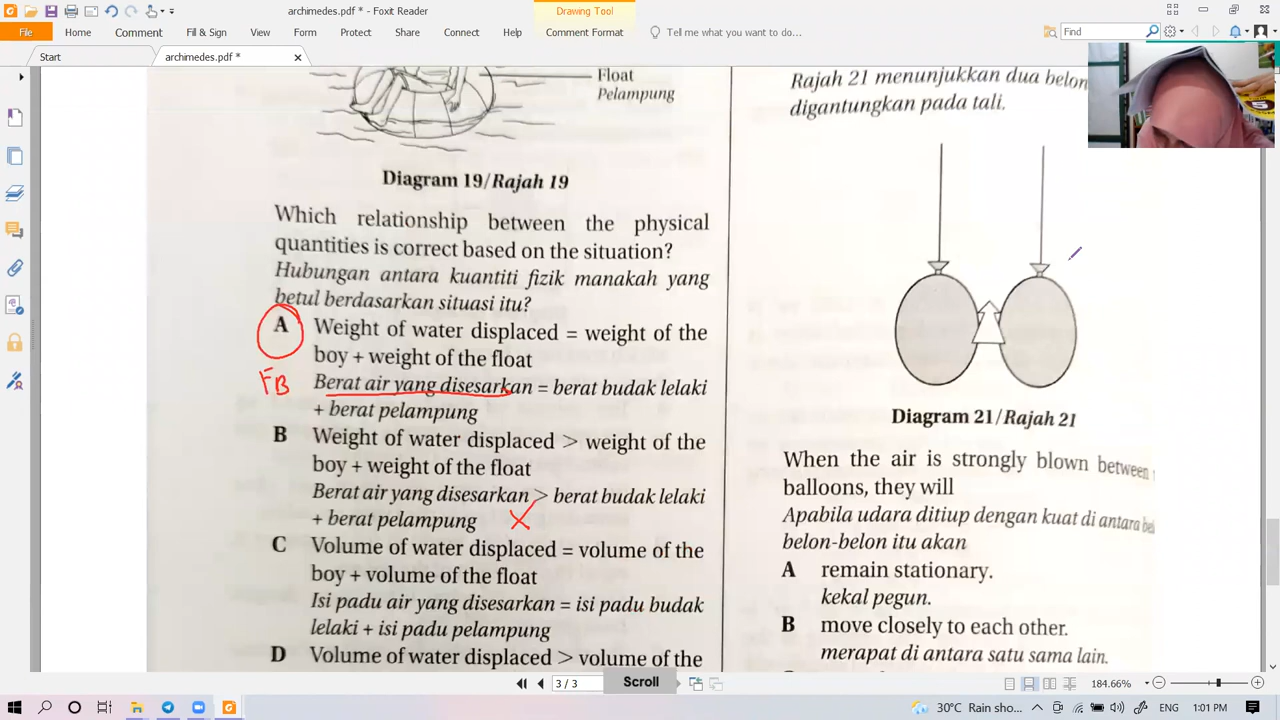 archimedes.pdf * - Foxit Reader
Drawing Tool
File
Home
Comment
Fill & Sign
View
Form
Protect
Share
Connect
Help
Comment Format
Tell me what you want to do...
Find
Start
archimedes.pdf *
Float
Pelampung
Diagram 19/Rajah 19
Which relationship between the physical
quantities is correct based on the situation?
Hubungan antara kuantiti fizik manakah yang
betul berdasarkan situasi itu?
A Weight of water displaced = weight of the
boy + weight of the float
FB Berat air yang disesarkan = berat budak lelaki
+ berat pelampung
B Weight of water displaced > weight of the
boy + weight of the float
Berat air yang disesarkan > berat budak lelaki
+ berat pelampung
C Volume of water displaced = volume of the
boy + volume of the float
Isi padu air yang disesarkan = isi padu budak
lelaki + isi padu pelampung
D Volume of water displaced > volume of the
Rajah 21 menunjukkan dua belon
digantungkan pada tali.
Diagram 21/Rajah 21
When the air is strongly blown between
balloons, they will
Apabila udara ditiup dengan kuat di antara
belon-belon itu akan
A remain stationary.
kekal pegun.
B move closely to each other.
merapat di antara satu sama lain.
3 / 3
Scroll
184.66%
30°C Rain sho...
ENG
1:01 PM